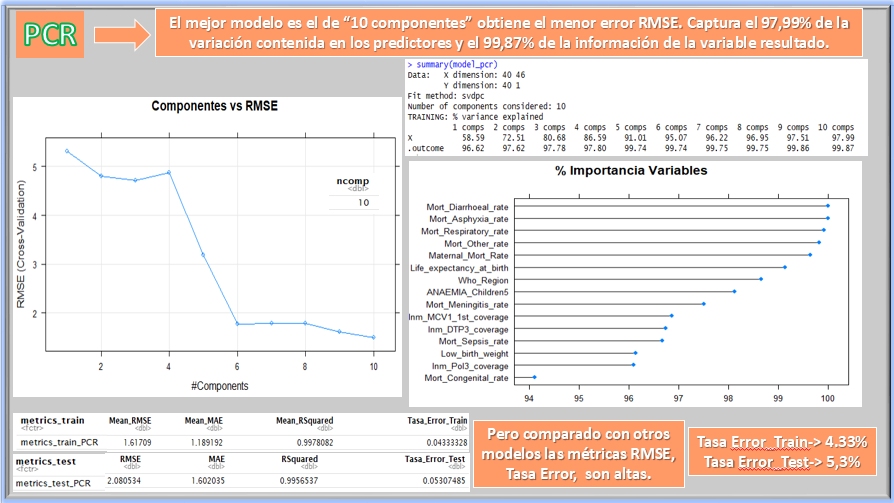 PCR
El mejor modelo es el de “10 componentes” obtiene el menor error RMSE. Captura el 97,99% de la
variación contenida en los predictores y el 99,87% de la información de la variable resultado.
> summary(model_pcr)
Data: X dimension: 40 46
Y dimension: 40 1
Fit method: svdpc
Number of components considered: 10
TRAINING: % variance explained
1 comps 2 comps 3 comps 4 comps 5 comps 6 comps 7 comps 8 comps 9 comps 10 comps
X 58.59 72.51 80.68 86.59 91.01 95.07 96.22 96.95 97.51 97.99
.outcome 96.62 97.62 97.78 97.80 99.74 99.74 99.75 99.75 99.86 99.87
Componentes vs RMSE
RMSE (Cross-Validation)
5
4
3
2
ncomp
<dbl>
10
2 4 6 8 10
#Components
% Importancia Variables
Mort_Diarrhoeal_rate
Mort_Asphyxia_rate
Mort_Respiratory_rate
Mort_Other_rate
Maternal_Mort_Rate
Life_expectancy_at_birth
Who_Region
ANAEMIA_Children5
Mort_Meningitis_rate
Inm_MCV1_1st_coverage
Inm_DTP3_coverage
Mort_Sepsis_rate
Low_birth_weight
Inm_Pol3_coverage
Mort_Congenital_rate
94 95 96 97 98 99 100
metrics_train Mean_RMSE Mean_MAE Mean_RSquared Tasa_Error_Train
<fctr> <dbl> <dbl> <dbl> <dbl>
metrics_train_PCR 1.61709 1.189192 0.9978082 0.04333328
metrics_test RMSE MAE RSquared Tasa_Error_Test
<fctr> <dbl> <dbl> <dbl> <dbl>
metrics_test_PCR 2.080534 1.602035 0.9956537 0.05307485
Pero comparado con otros
modelos las métricas RMSE,
Tasa Error, son altas.
Tasa Error_Train-> 4.33%
Tasa Error_Test-> 5,3%